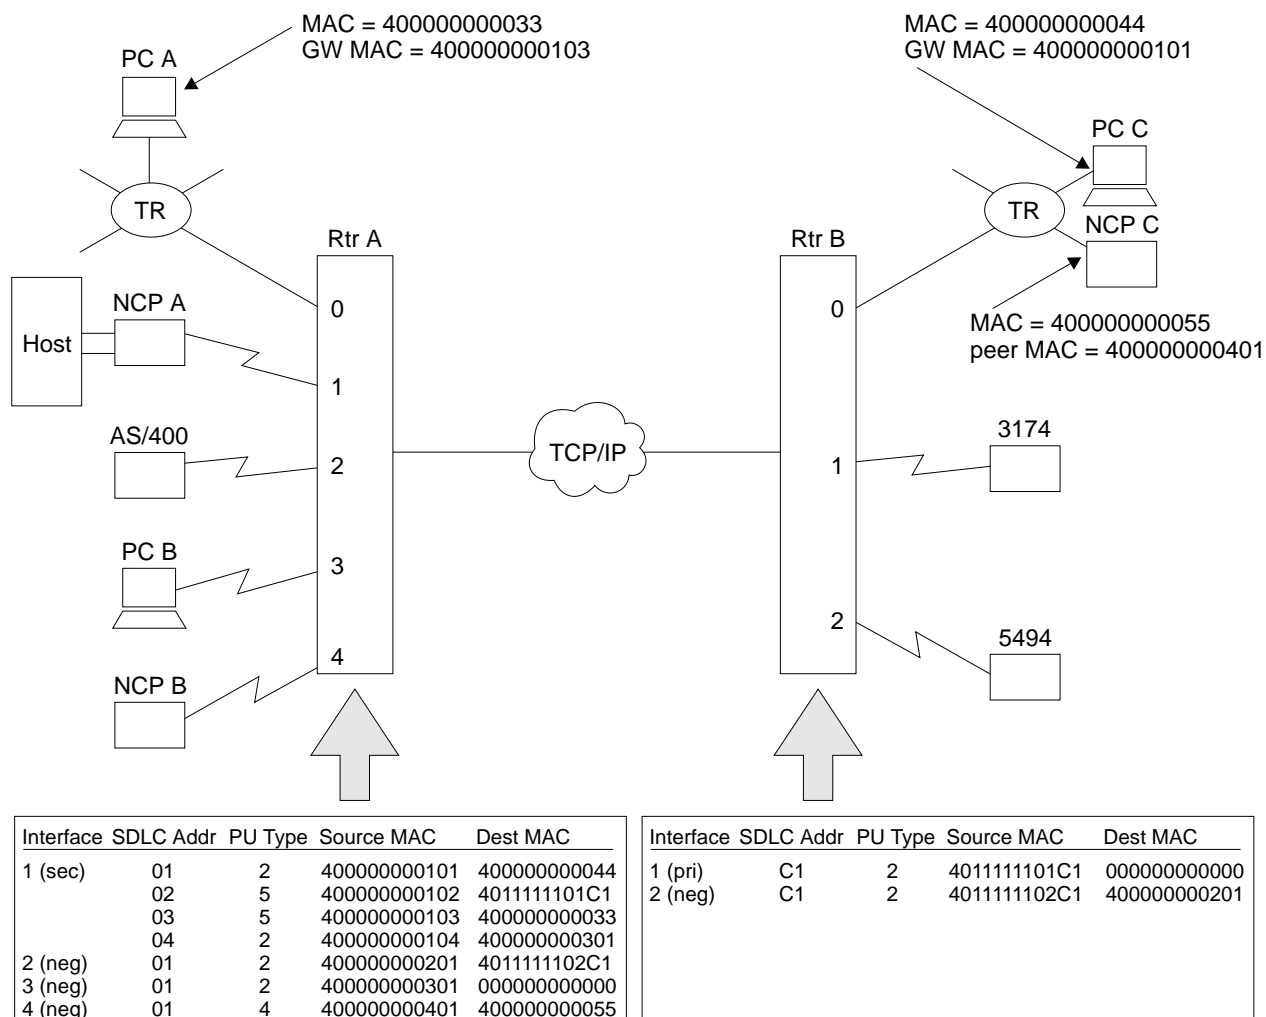 MAC = 400000000033
GW MAC = 400000000103
MAC = 400000000044
GW MAC = 400000000101
PC A
PC C
TR
TR
NCP C
Rtr A
Rtr B
NCP A
Host
0
0
MAC = 400000000055
peer MAC = 400000000401
1
AS/400
2
TCP/IP
1
3174
PC B
3
2
5494
4
NCP B
Interface SDLC Addr PU Type Source MAC Dest MAC
1 (sec) 01 2 400000000101 400000000044
02 5 400000000102 4011111101C1
03 5 400000000103 400000000033
04 2 400000000104 400000000301
2 (neg) 01 2 400000000201 4011111102C1
3 (neg) 01 2 400000000301 000000000000
4 (neg) 01 4 400000000401 400000000055
Interface SDLC Addr PU Type Source MAC Dest MAC
1 (pri) C1 2 4011111101C1 000000000000
2 (neg) C1 2 4011111102C1 400000000201